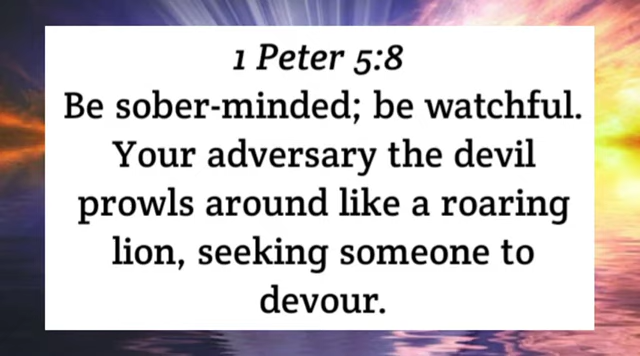 1 Peter 5:8
Be sober-minded; be watchful.
Your adversary the devil
prowls around like a roaring
lion, seeking someone to
devour.